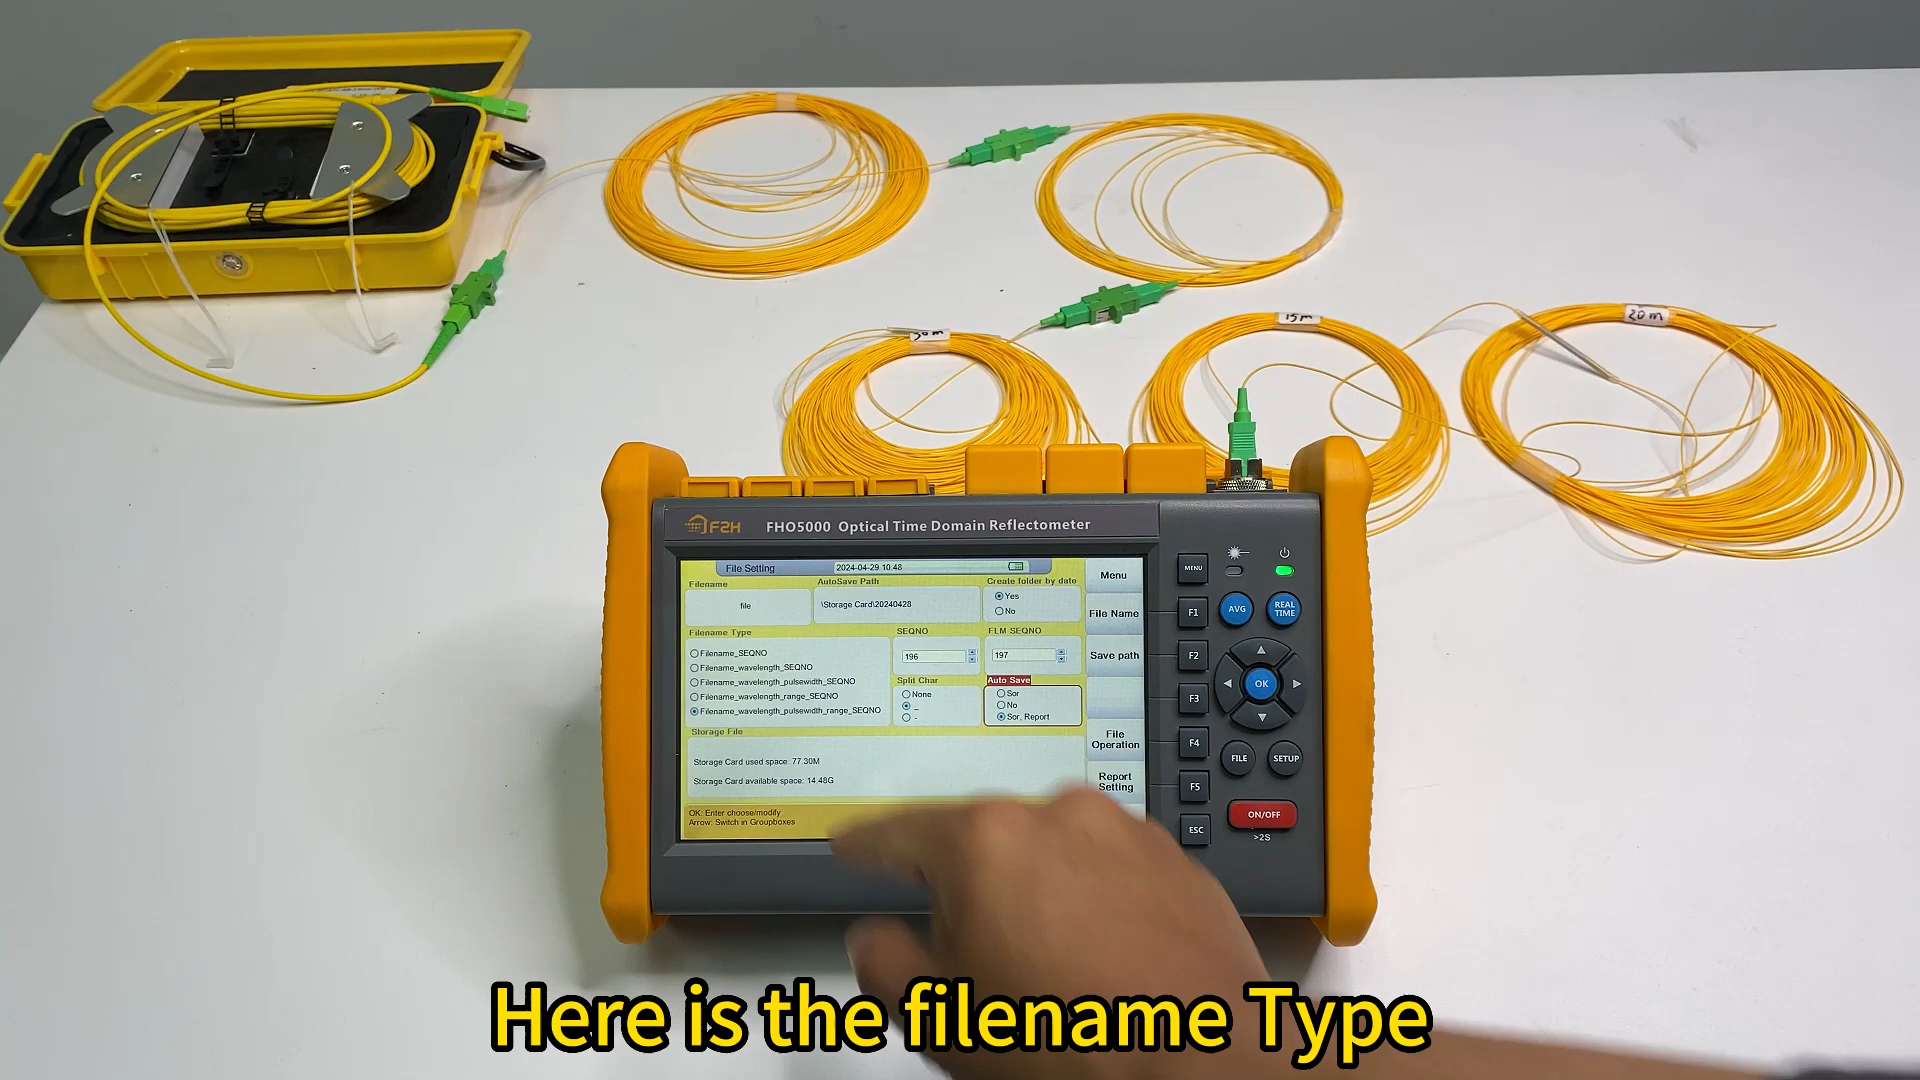 50m
15m
20m
F2H
FHO5000 Optical Time Domain Reflectometer
File Setting
2024-04-29 10:48
Menu
Filename
AutoSave Path
Create folder by date
file
\Storage Card\20240428
Yes
No
File Name
Filename Type
SEQNO
FLM SEQNO
Filename_SEQNO
Filename_wavelength_SEQNO
Filename_wavelength_pulsewidth_SEQNO
Filename_wavelength_range_SEQNO
Filename_wavelength_pulsewidth_range_SEQNO
196
197
Save path
Split Char
None
_
-
Auto Save
Sor
No
Sor, Report
Storage File
Storage Card used space: 77.30M
Storage Card available space: 14.48G
File
Operation
Report
Setting
OK: Enter choose/modify
Arrow: Switch in Groupboxes
MENU
F1
F2
F3
F4
F5
ESC
AVG
REAL
TIME
OK
FILE
SETUP
ON/OFF
>2S
Here is the filename Type